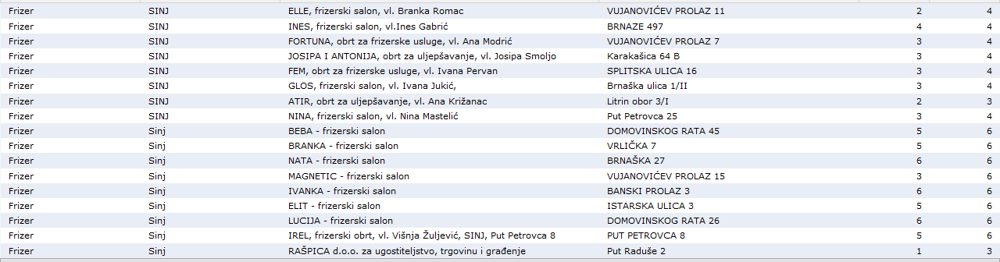 Frizer SINJ ELLE, frizerski salon, vl. Branka Romac VUJANOVIĆEV PROLAZ 11 2 4
Frizer SINJ INES, frizerski salon, vl.Ines Gabrić BRNAZE 497 4 4
Frizer SINJ FORTUNA, obrt za frizerske usluge, vl. Ana Modrić VUJANOVIĆEV PROLAZ 7 3 4
Frizer SINJ JOSIPA I ANTONIJA, obrt za uljepšavanje, vl. Josipa Smoljo Karakašica 64 B 3 4
Frizer SINJ FEM, obrt za frizerske usluge, vl. Ivana Pervan SPLITSKA ULICA 16 3 4
Frizer SINJ GLOS, frizerski salon, vl. Ivana Jukić, Brnaška ulica 1/II 3 4
Frizer SINJ ATIR, obrt za uljepšavanje, vl. Ana Križanac Litrin obor 3/I 2 3
Frizer SINJ NINA, frizerski salon, vl. Nina Mastelić Put Petrovca 25 3 4
Frizer Sinj BEBA - frizerski salon DOMOVINSKOG RATA 45 5 6
Frizer Sinj BRANKA - frizerski salon VRLIČKA 7 5 6
Frizer Sinj NATA - frizerski salon BRNAŠKA 27 6 6
Frizer Sinj MAGNETIC - frizerski salon VUJANOVIĆEV PROLAZ 15 3 6
Frizer Sinj IVANKA - frizerski salon BANSKI PROLAZ 3 6 6
Frizer Sinj ELIT - frizerski salon ISTARSKA ULICA 3 5 6
Frizer Sinj LUCIJA - frizerski salon DOMOVINSKOG RATA 26 6 6
Frizer Sinj IREL, frizerski obrt, vl. Višnja Žuljević, SINJ, Put Petrovca 8 PUT PETROVCA 8 5 6
Frizer Sinj RAŠPICA d.o.o. za ugostiteljstvo, trgovinu i građenje Put Raduše 2 1 3